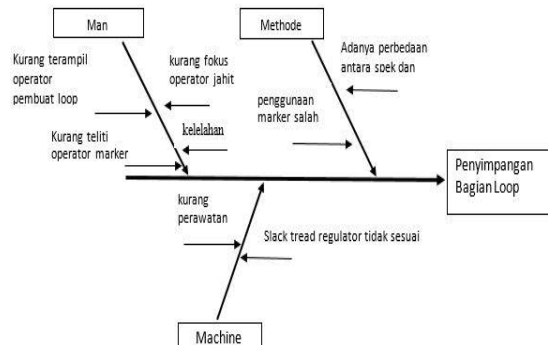 Man
Methode
Kurang terampil
operator
pembuat loop
kurang fokus
operator jahit
Adanya perbedaan
antara spek dan
penggunaan
marker salah
kelelahan
Kurang teliti
operator marker
Penyimpangan
Bagian Loop
kurang
perawatan
Slack tread regulator tidak sesuai
Machine